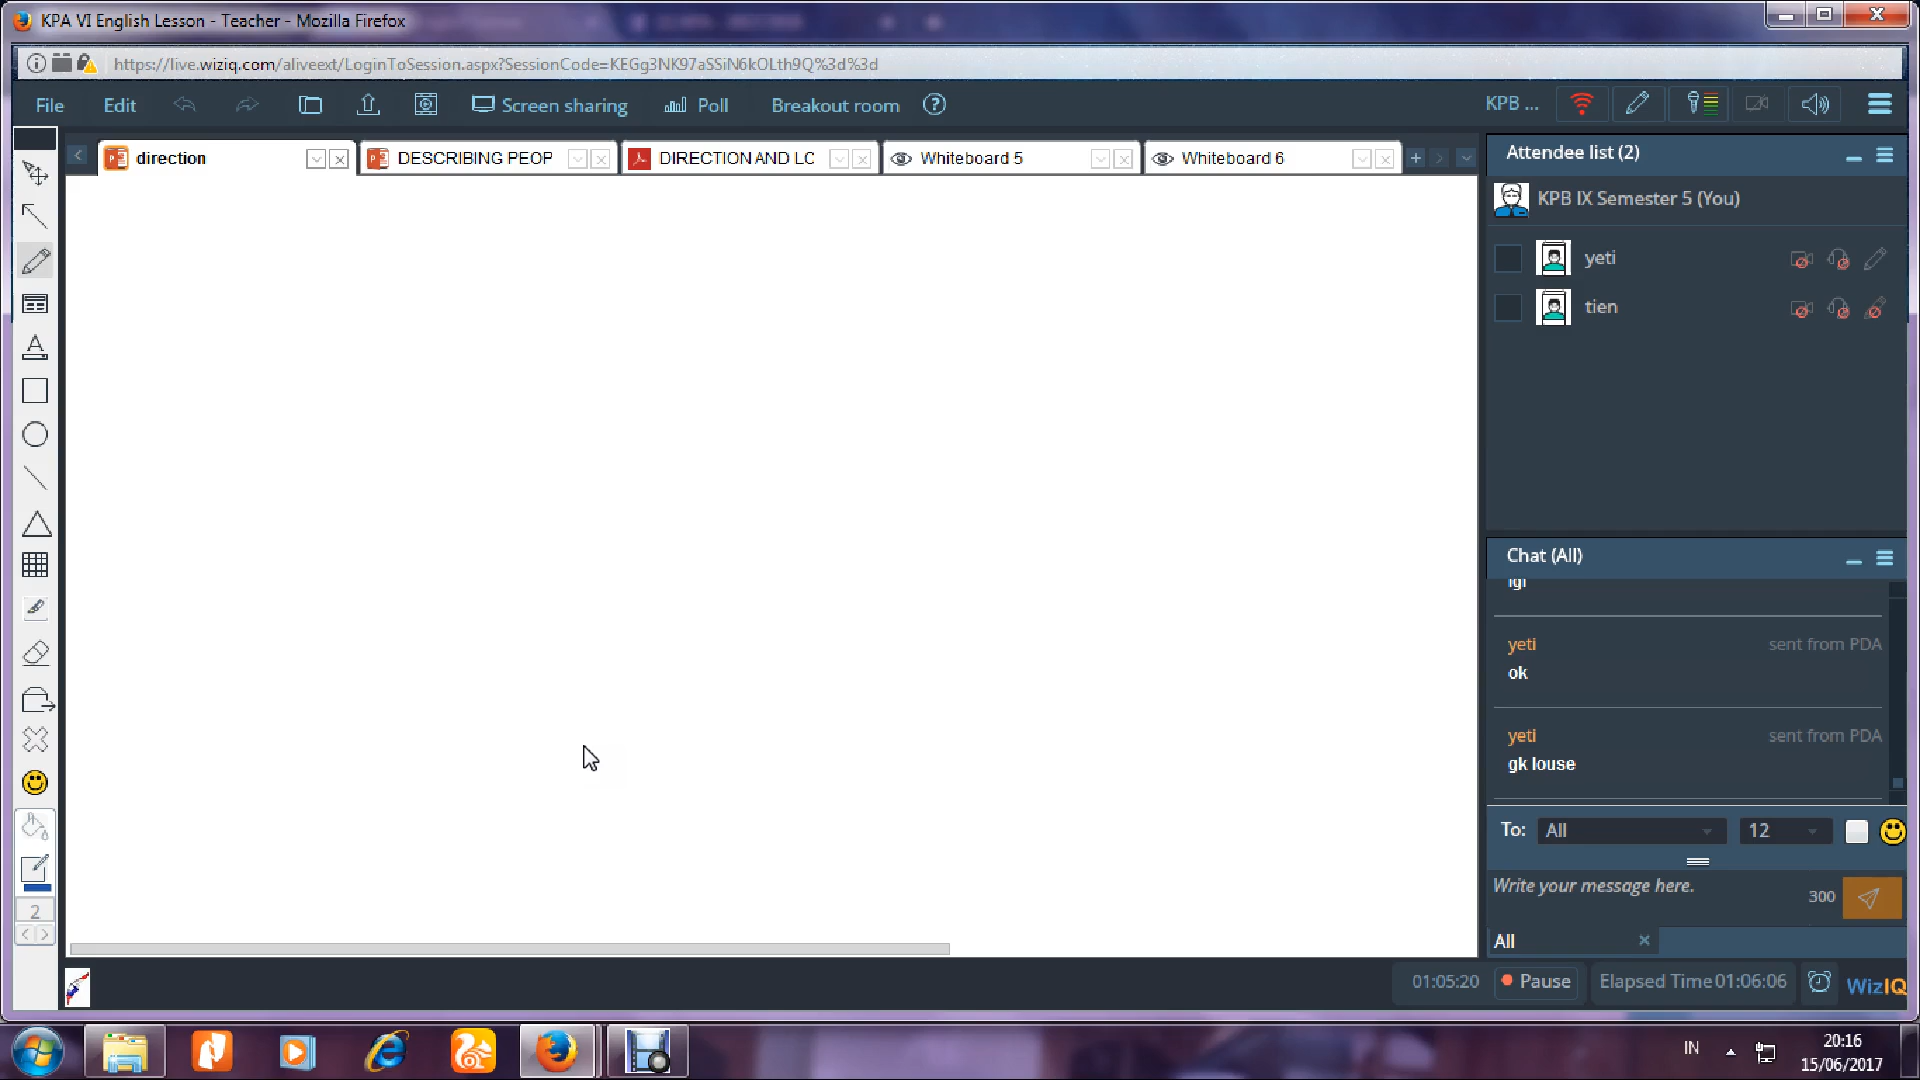 KPA VI English Lesson - Teacher - Mozilla Firefox
https://live.wiziq.com/aliveext/LoginToSession.aspx?SessionCode=KEGg3NK97aSSiN6kOLth9Q%3d%3d
File Edit Screen sharing Poll Breakout room KPB ...
direction
DESCRIBING PEOP
DIRECTION AND LC
Whiteboard 5
Whiteboard 6
Attendee list (2)
KPB IX Semester 5 (You)
yeti
tien
Chat (All)
yeti sent from PDA
ok
yeti sent from PDA
gk louse
To: All 12
Write your message here. 300
All
2
01:05:20 Pause Elapsed Time 01:06:06 WizIQ
IN 20:16
15/06/2017